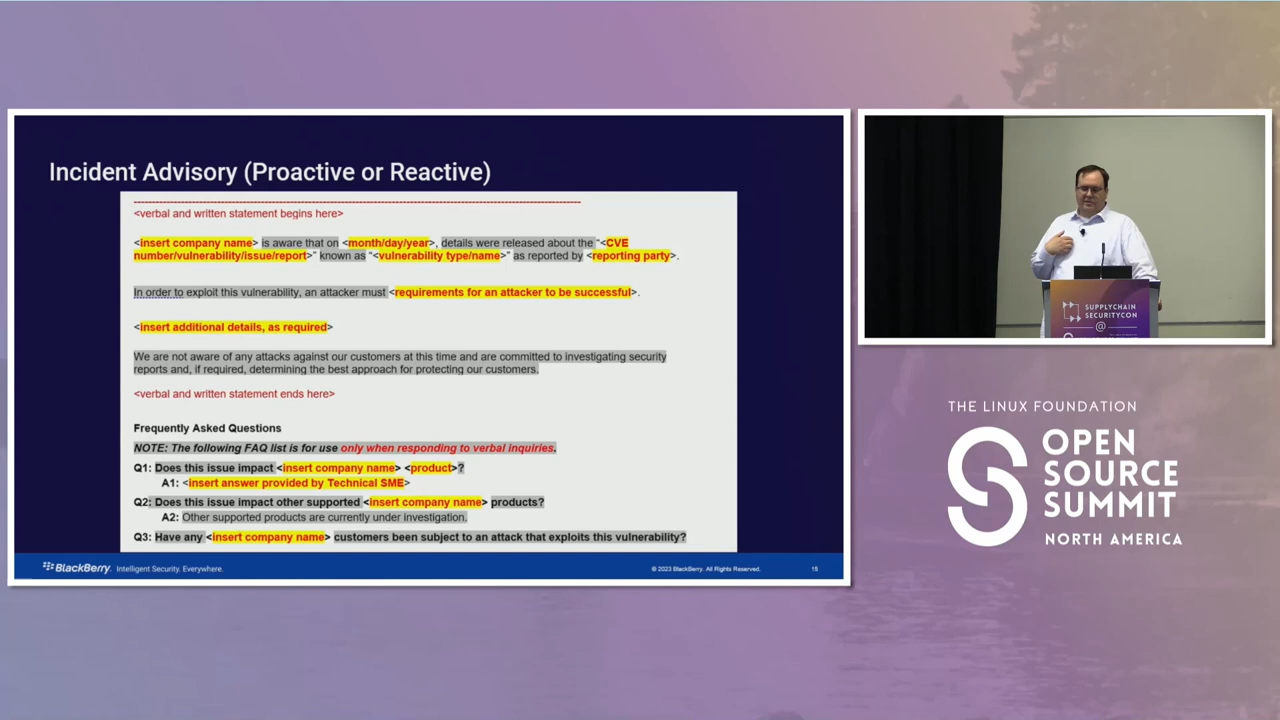 Incident Advisory (Proactive or Reactive)
<verbal and written statement begins here>
<insert company name> is aware that on <month/day/year>, details were released about the "<CVE
number/vulnerability/issue/report>" known as "<vulnerability type/name>" as reported by <reporting party>.
In order to exploit this vulnerability, an attacker must <requirements for an attacker to be successful>.
<insert additional details, as required>
We are not aware of any attacks against our customers at this time and are committed to investigating security
reports and, if required, determining the best approach for protecting our customers.
<verbal and written statement ends here>
Frequently Asked Questions
NOTE: The following FAQ list is for use only when responding to verbal inquiries.
Q1: Does this issue impact <insert company name> <product>?
A1: <insert answer provided by Technical SME>
Q2: Does this issue impact other supported <insert company name> products?
A2: Other supported products are currently under investigation.
Q3: Have any <insert company name> customers been subject to an attack that exploits this vulnerability?
BlackBerry. Intelligent Security. Everywhere.
© 2023 BlackBerry. All Rights Reserved.
15
SUPPLYCHAIN
SECURITYCON
@
THE LINUX FOUNDATION
OPEN
SOURCE
SUMMIT
NORTH AMERICA